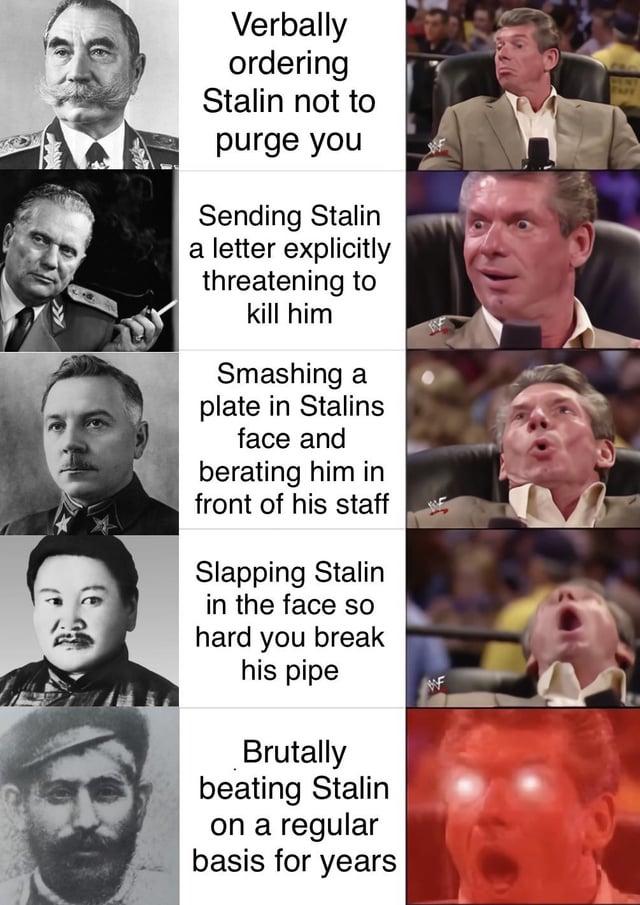 Verbally
ordering
Stalin not to
purge you
Sending Stalin
a letter explicitly
threatening to
kill him
Smashing a
plate in Stalins
face and
berating him in
front of his staff
Slapping Stalin
in the face so
hard you break
his pipe
Brutally
beating Stalin
on a regular
basis for years